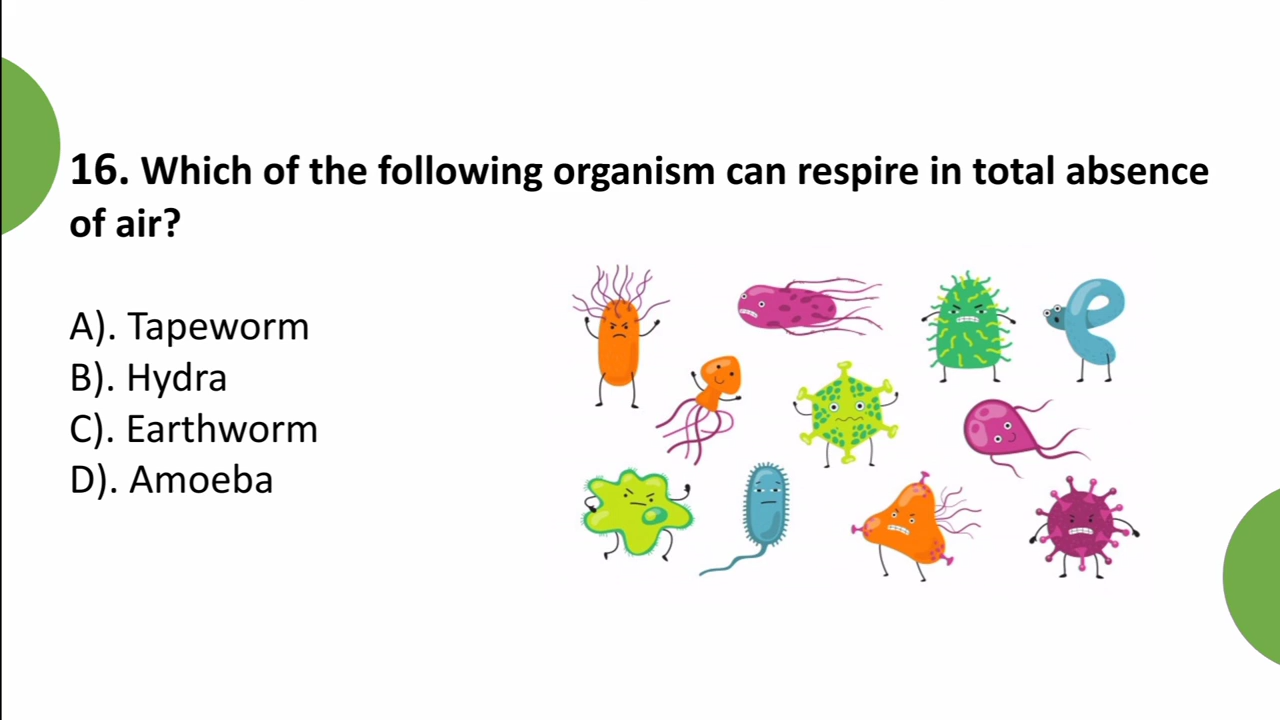 16. Which of the following organism can respire in total absence
of air?
A). Tapeworm
B). Hydra
C). Earthworm
D). Amoeba